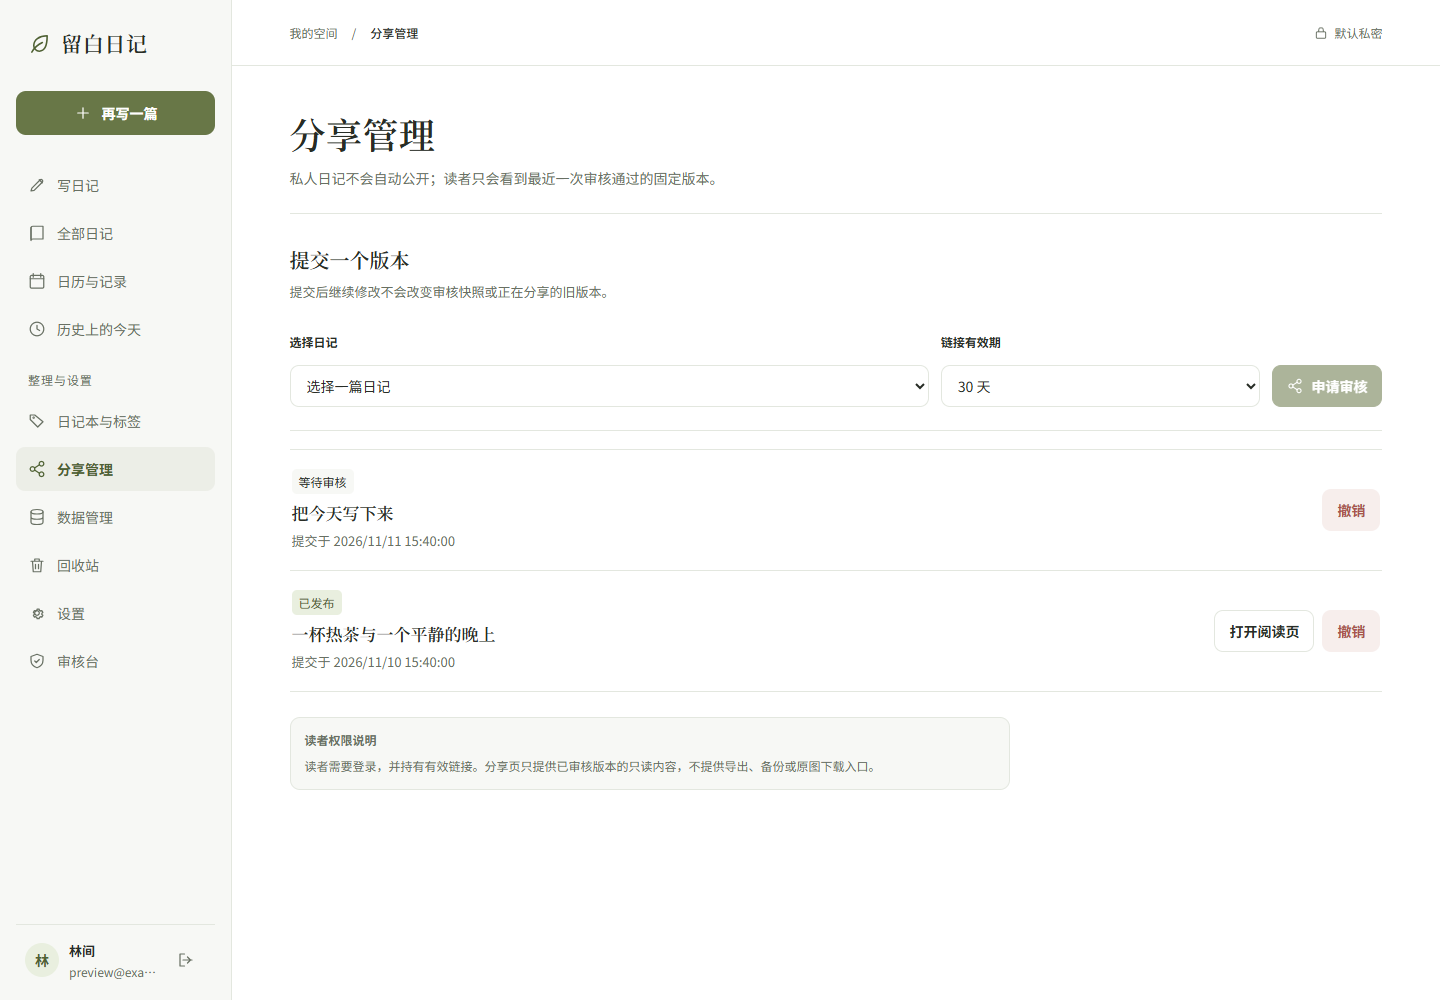 留白日记
再写一篇
写日记
全部日记
日历与记录
历史上的今天
整理与设置
日记本与标签
分享管理
数据管理
回收站
设置
审核台
林
林间
preview@exa···
我的空间 / 分享管理
默认私密
分享管理
私人日记不会自动公开；读者只会看到最近一次审核通过的固定版本。
提交一个版本
提交后继续修改不会改变审核快照或正在分享的旧版本。
选择日记
选择一篇日记
链接有效期
30 天
申请审核
等待审核
把今天写下来
提交于 2026/11/11 15:40:00
撤销
已发布
一杯热茶与一个平静的晚上
提交于 2026/11/10 15:40:00
打开阅读页
撤销
读者权限说明
读者需要登录，并持有有效链接。分享页只提供已审核版本的只读内容，不提供导出、备份或原图下载入口。